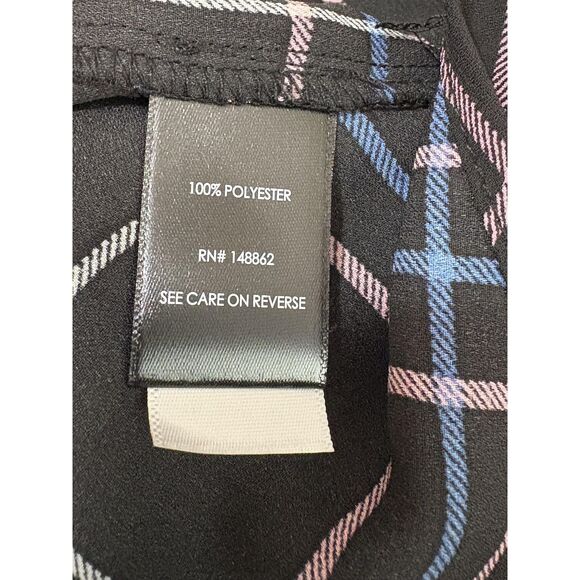 100% POLYESTER
RN# 148862
SEE CARE ON REVERSE